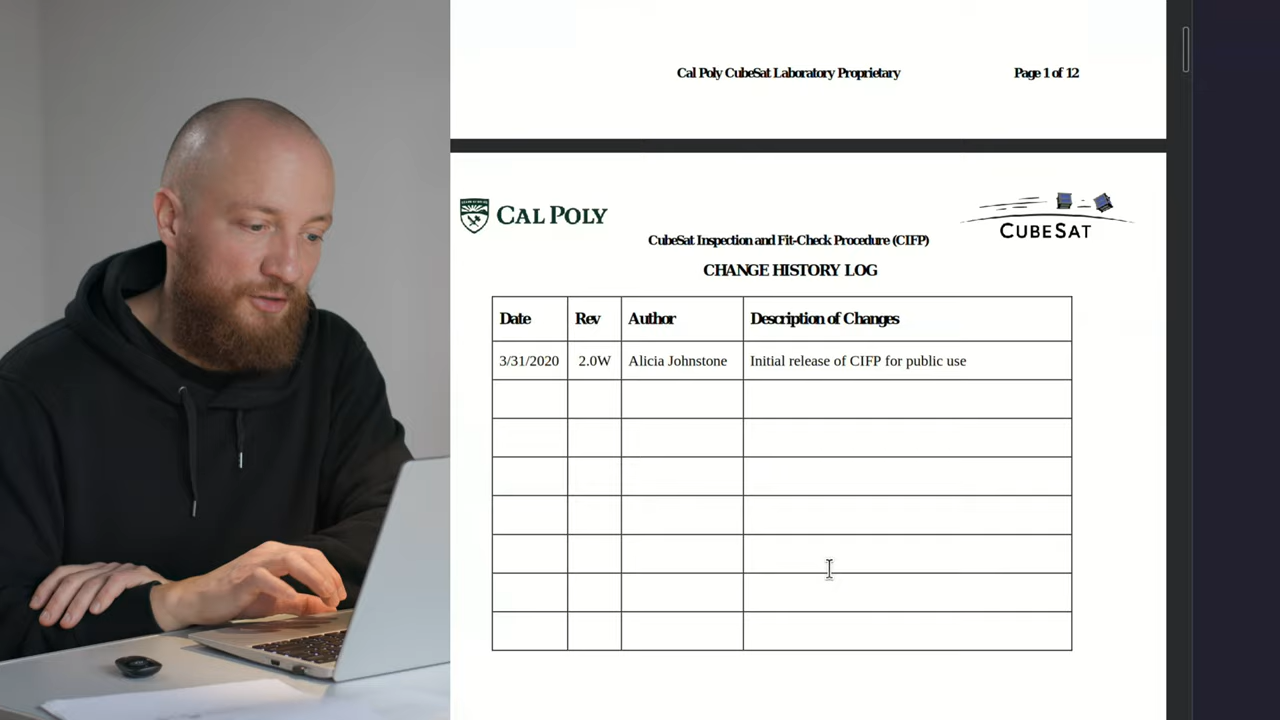 Cal Poly CubeSat Laboratory Proprietary Page 1 of 12
CAL POLY
CUBESAT
CubeSat Inspection and Fit-Check Procedure (CIFP)
CHANGE HISTORY LOG
Date Rev Author Description of Changes
3/31/2020 2.0W Alicia Johnstone Initial release of CIFP for public use